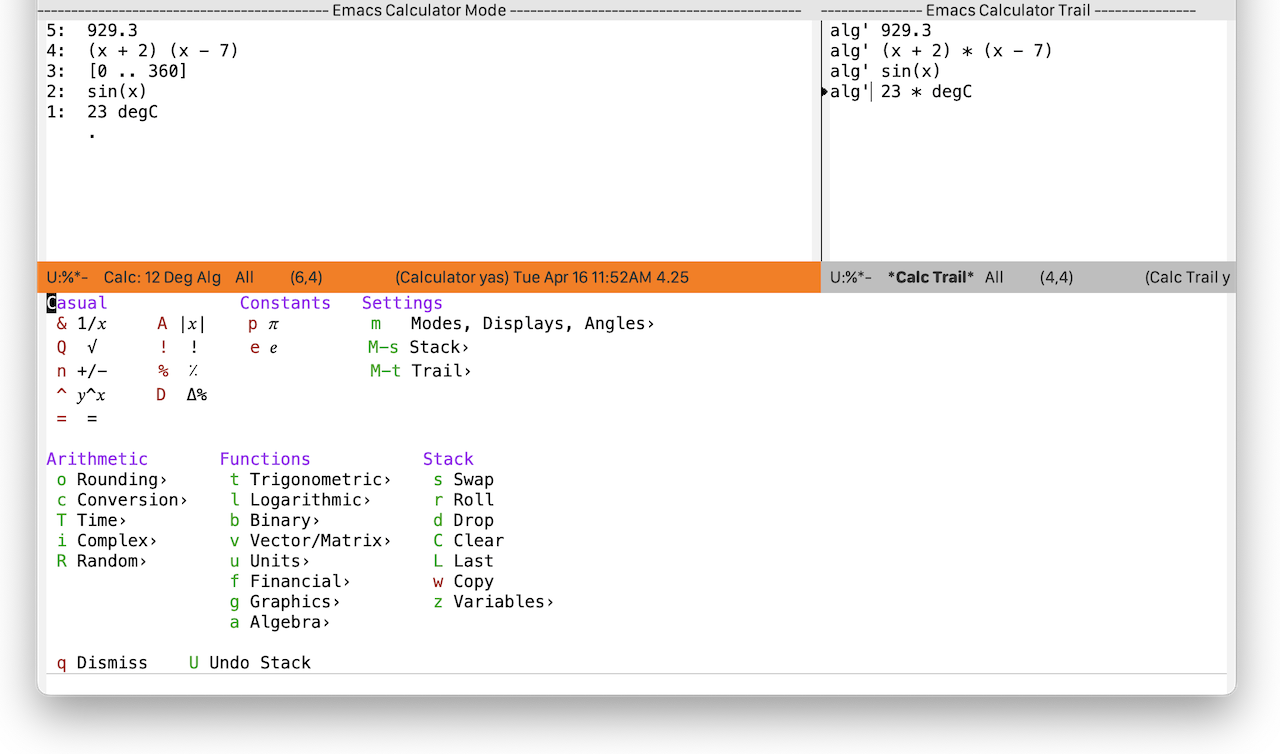 --------------------------------------- Emacs Calculator Mode ---------------------------------------
5:  929.3
4:  (x + 2) (x − 7)
3:  [0 .. 360]
2:  sin(x)
1:  23 degC
    .
U:%*-  Calc: 12 Deg Alg  All  (6,4)  (Calculator yas) Tue Apr 16 11:52AM 4.25
-------------- Emacs Calculator Trail --------------
alg' 929.3
alg' (x + 2) * (x − 7)
alg' sin(x)
alg' 23 * degC
U:%*-  *Calc Trail*  All  (4,4)  (Calc Trail y
Casual  Constants  Settings
& 1/x  A |x|  p π  m  Modes, Displays, Angles›
Q √  ! !  e e  M-s Stack›
n +/−  % ٪  M-t Trail›
^ y^x  D Δ%
= =
Arithmetic  Functions  Stack
o Rounding›  t Trigonometric›  s Swap
c Conversion›  l Logarithmic›  r Roll
T Time›  b Binary›  d Drop
i Complex›  v Vector/Matrix›  C Clear
R Random›  u Units›  L Last
f Financial›  w Copy
g Graphics›  z Variables›
a Algebra›
q Dismiss  U Undo Stack